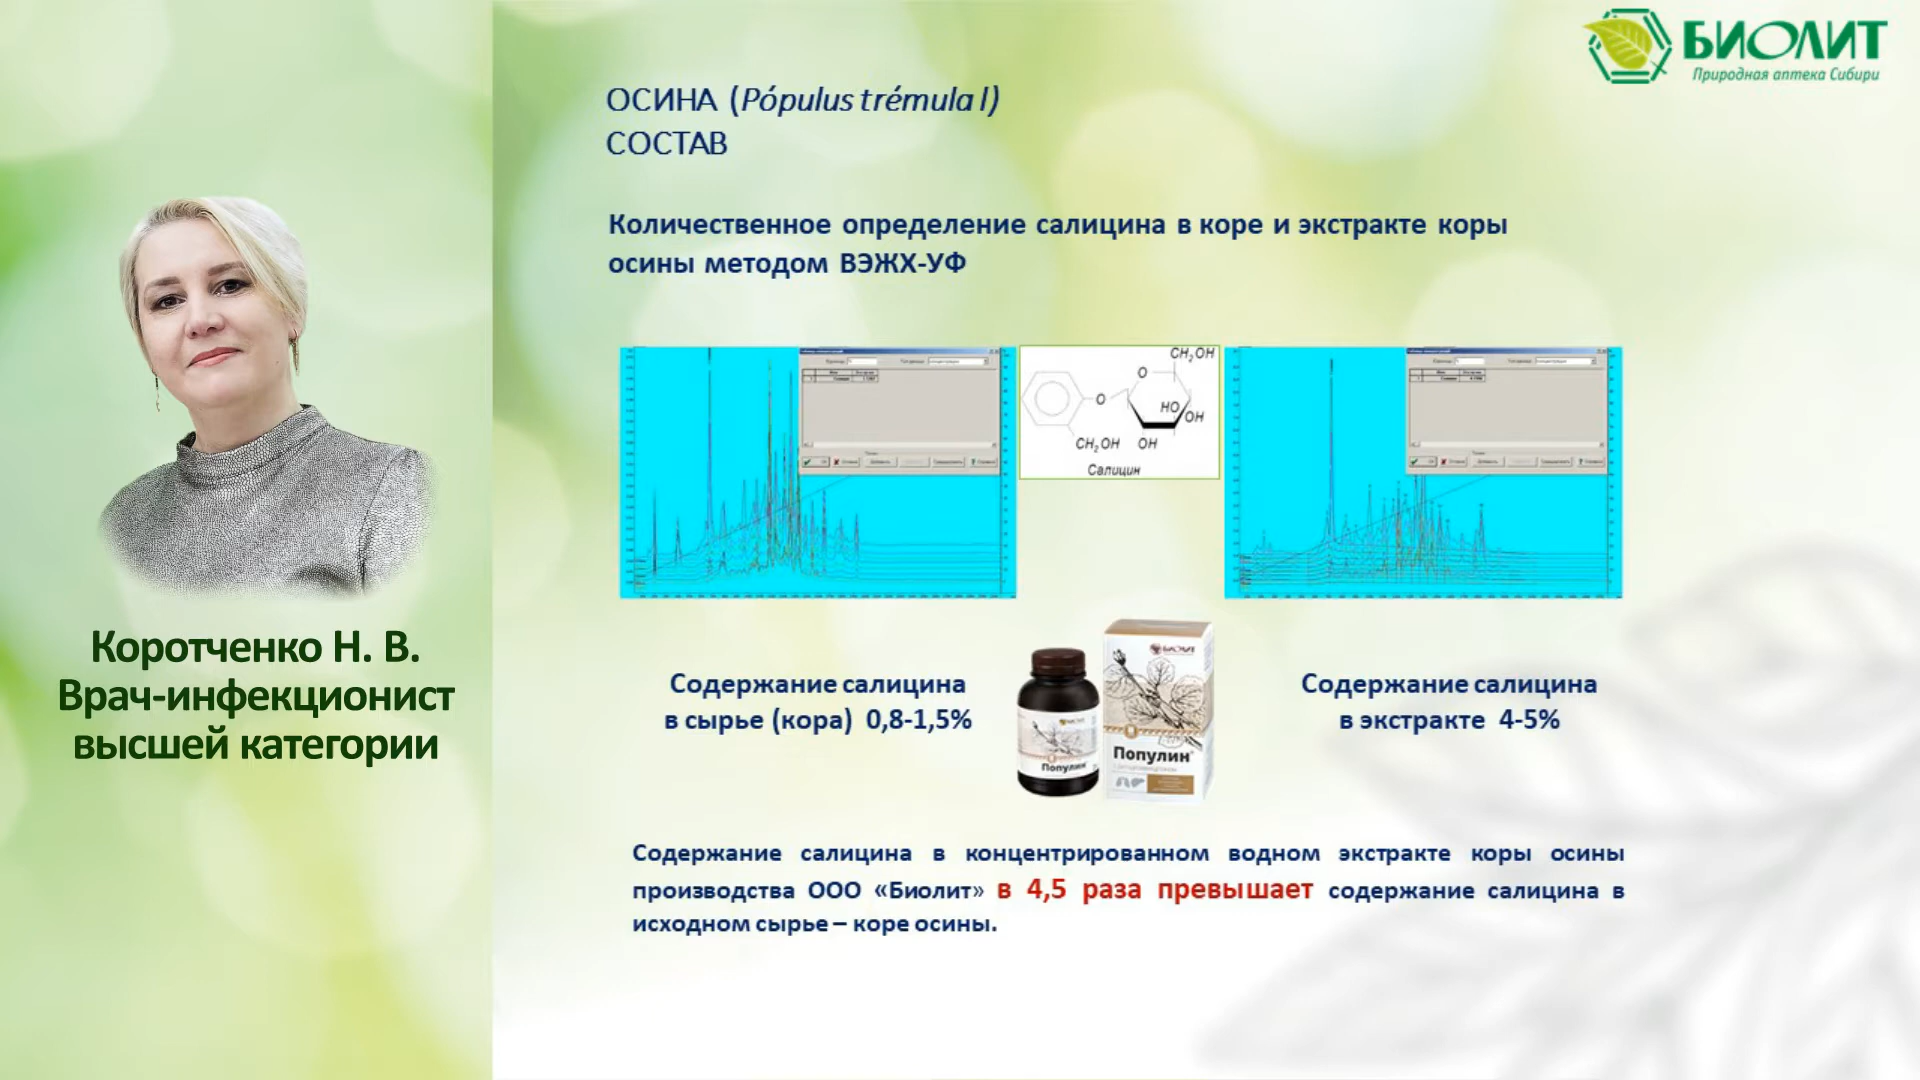 БИОЛИТ
Природная аптека Сибири
ОСИНА (Pópulus trémula l)
СОСТАВ
Количественное определение салицина в коре и экстракте коры
осины методом ВЭЖХ-УФ
CH2OH
O
O
HO
OH
CH2OH
OH
Салицин
Коротченко Н. В.
Врач-инфекционист
высшей категории
Содержание салицина
в сырье (кора) 0,8-1,5%
БИОЛИТ
Популин
БИОЛИТ
Популин
Содержание салицина
в экстракте 4-5%
Содержание салицина в концентрированном водном экстракте коры осины
производства ООО «Биолит» в 4,5 раза превышает содержание салицина в
исходном сырье – коре осины.